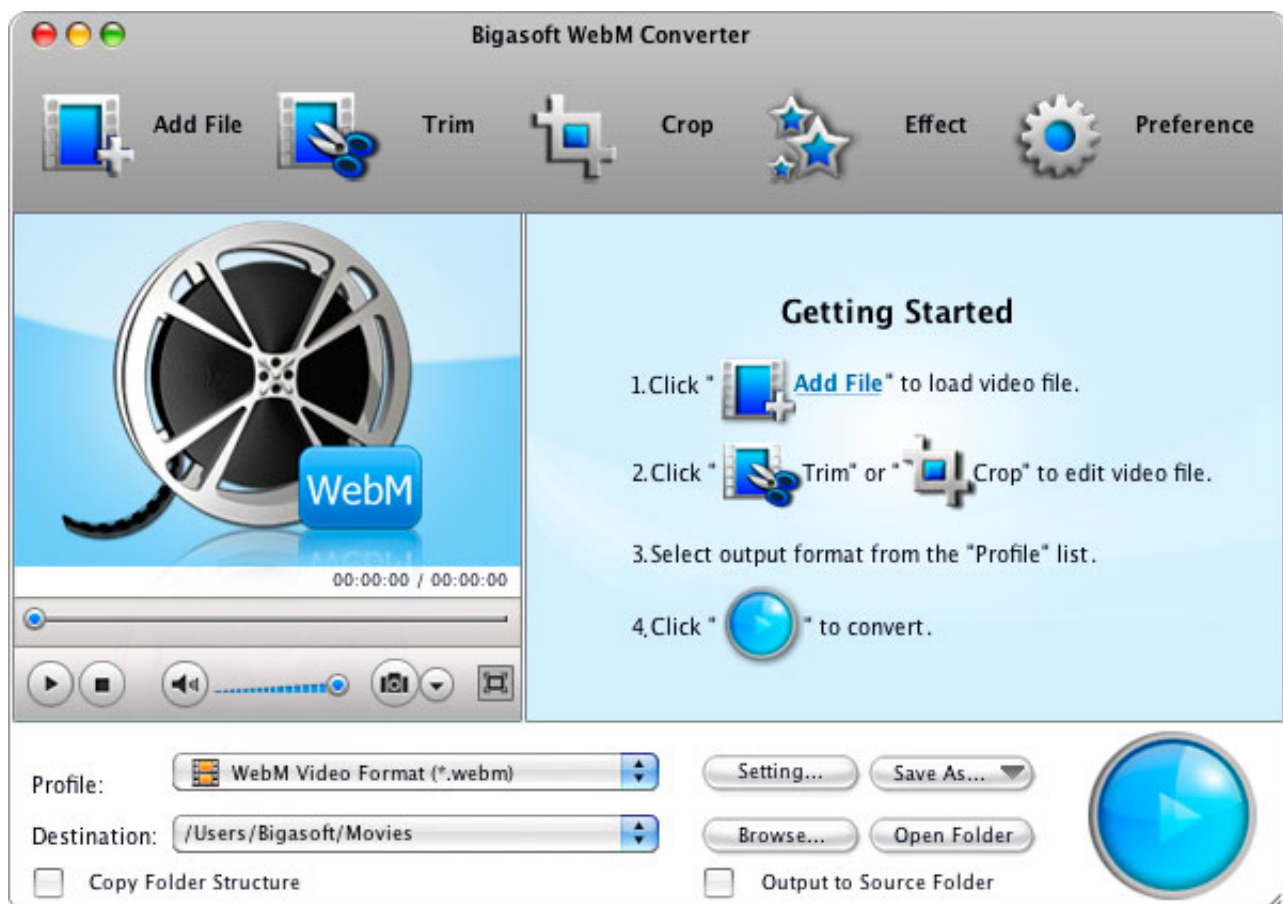 Bigasoft WebM Converter
Add File
Trim
Crop
Effect
Preference
WebM
00:00:00 / 00:00:00
Getting Started
1.Click "Add File" to load video file.
2.Click "Trim" or "Crop" to edit video file.
3.Select output format from the "Profile" list.
4.Click "" to convert.
Profile:
WebM Video Format (*.webm)
Setting...
Save As...
Destination:
/Users/Bigasoft/Movies
Browse...
Open Folder
Copy Folder Structure
Output to Source Folder